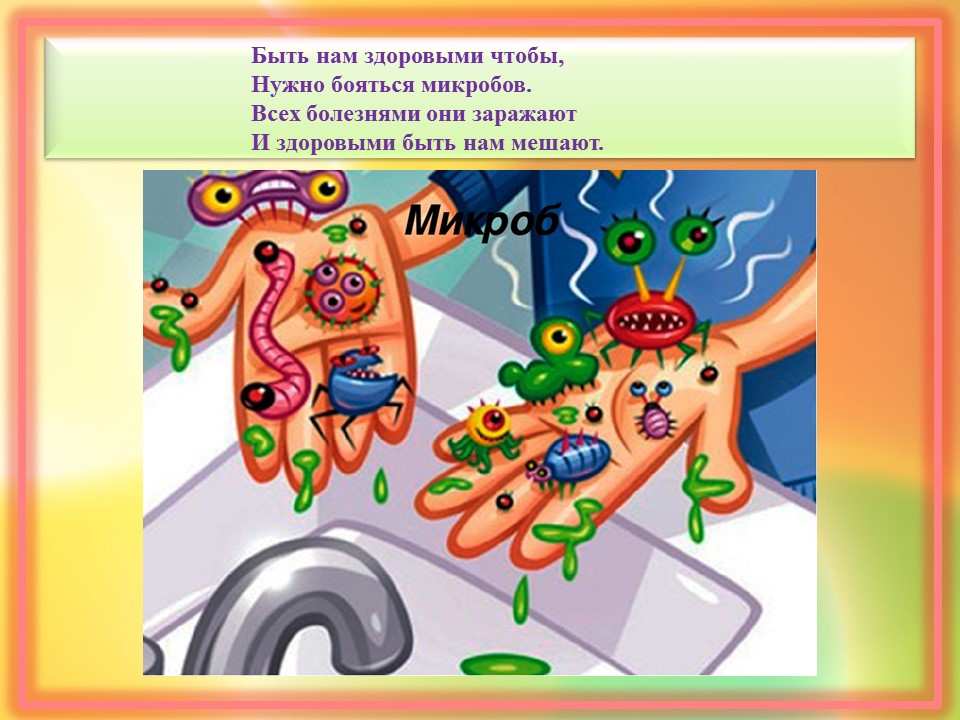 Быть нам здоровыми чтобы,
Нужно бояться микробов.
Всех болезнями они заражают
И здоровыми быть нам мешают.
Микроб